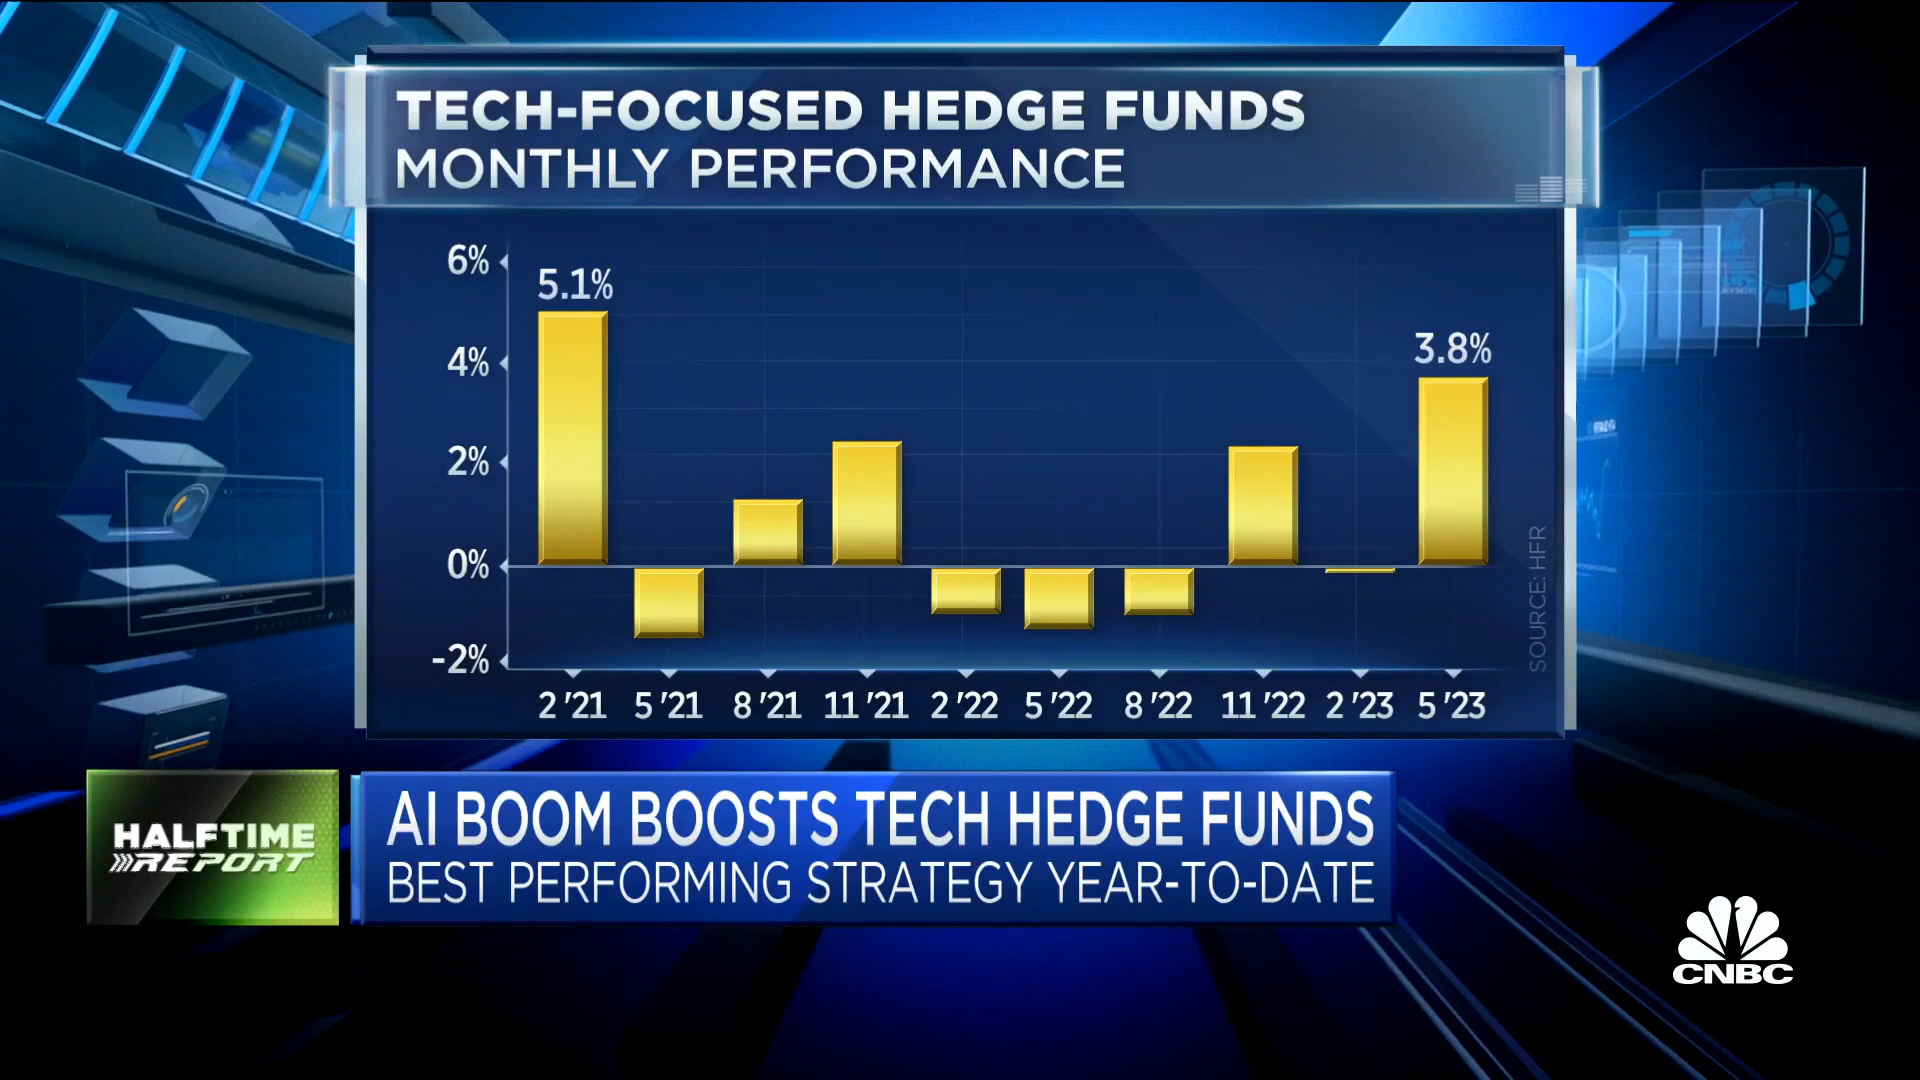 TECH-FOCUSED HEDGE FUNDS
MONTHLY PERFORMANCE
6%
4%
2%
0%
-2%
5.1%
3.8%
2 '21 5 '21 8 '21 11 '21 2 '22 5 '22 8 '22 11 '22 2 '23 5 '23
SOURCE: HFR
HALFTIME
REPORT
AI BOOM BOOSTS TECH HEDGE FUNDS
BEST PERFORMING STRATEGY YEAR-TO-DATE
CNBC